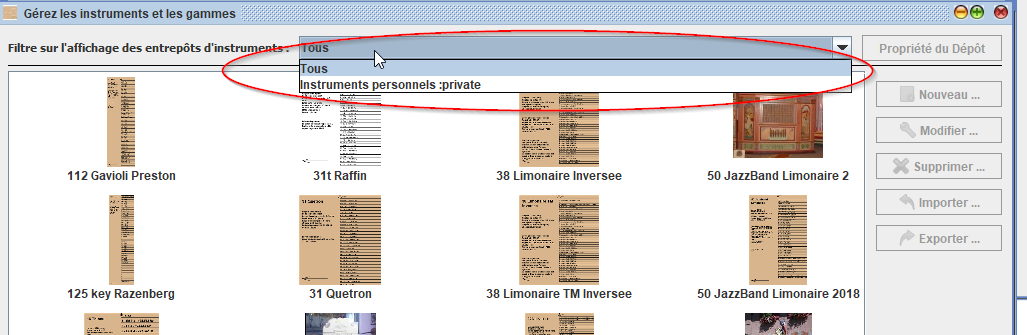 Gérez les instruments et les gammes
Filtre sur l'affichage des entrepôts d'instruments :
Tous
Propriété du Dépôt
Tous
Instruments personnels :private
Nouveau ...
Modifier ...
Supprimer ...
Importer ...
Exporter ...
112 Gavioli Preston
31t Raffin
38 Limonaire Inversee
50 JazzBand Limonaire 2
125 key Razenberg
31 Quetron
38 Limonaire TM Inversee
50 JazzBand Limonaire 2018